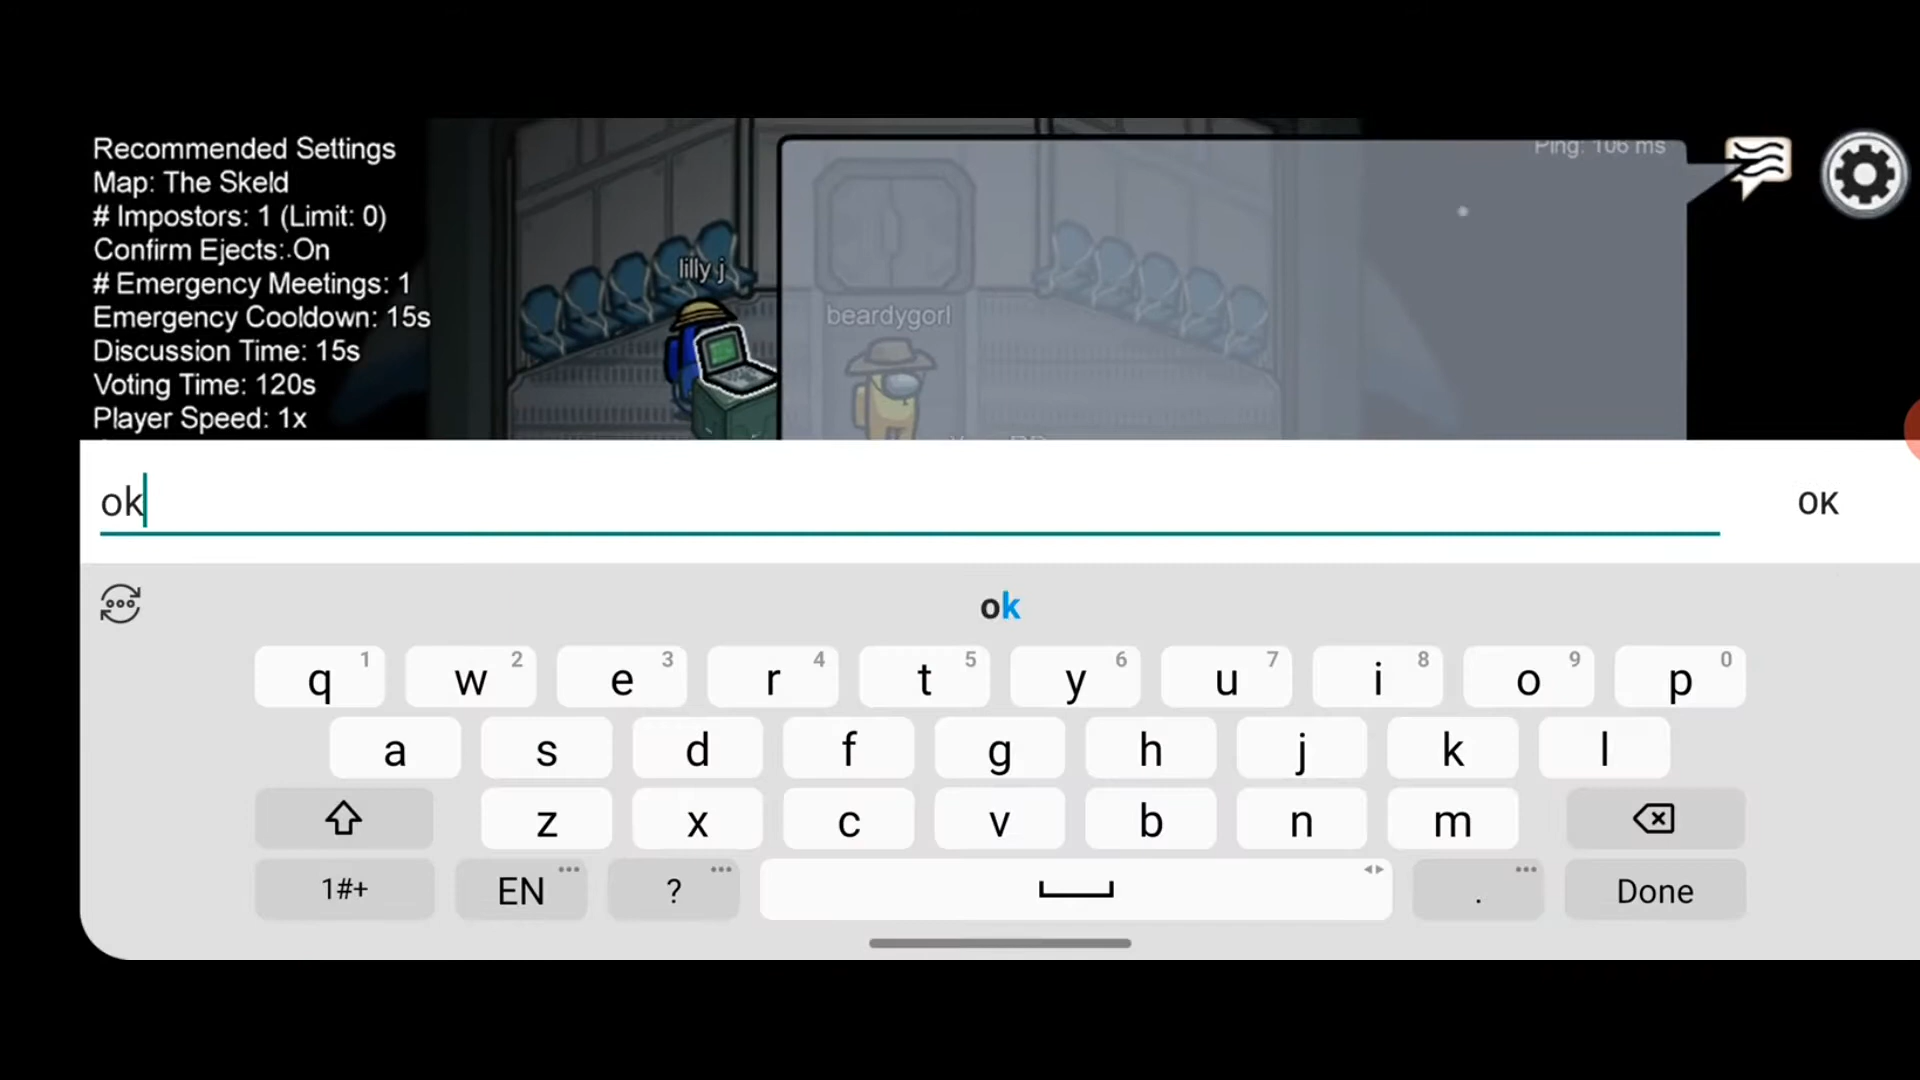 Recommended Settings
Map: The Skeld
# Impostors: 1 (Limit: 0)
Confirm Ejects: On
# Emergency Meetings: 1
Emergency Cooldown: 15s
Discussion Time: 15s
Voting Time: 120s
Player Speed: 1x
Ping: 106 ms
lilly j
beardygorl
ok
OK
ok
q 1 w 2 e 3 r 4 t 5 y 6 u 7 i 8 o 9 p 0
a s d f g h j k l
z x c v b n m
1#+ EN ? . Done